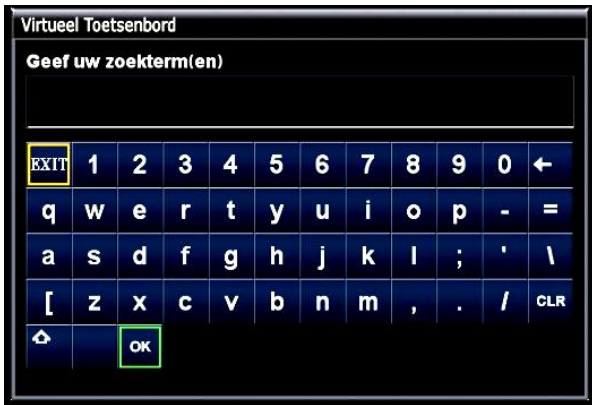 Virtueel Toetsenbord
Geef uw zoekterm(en)
EXIT 1 2 3 4 5 6 7 8 9 0 ←
q w e r t y u i o p - =
a s d f g h j k l ; ' \
[ z x c v b n m , . / CLR
OK